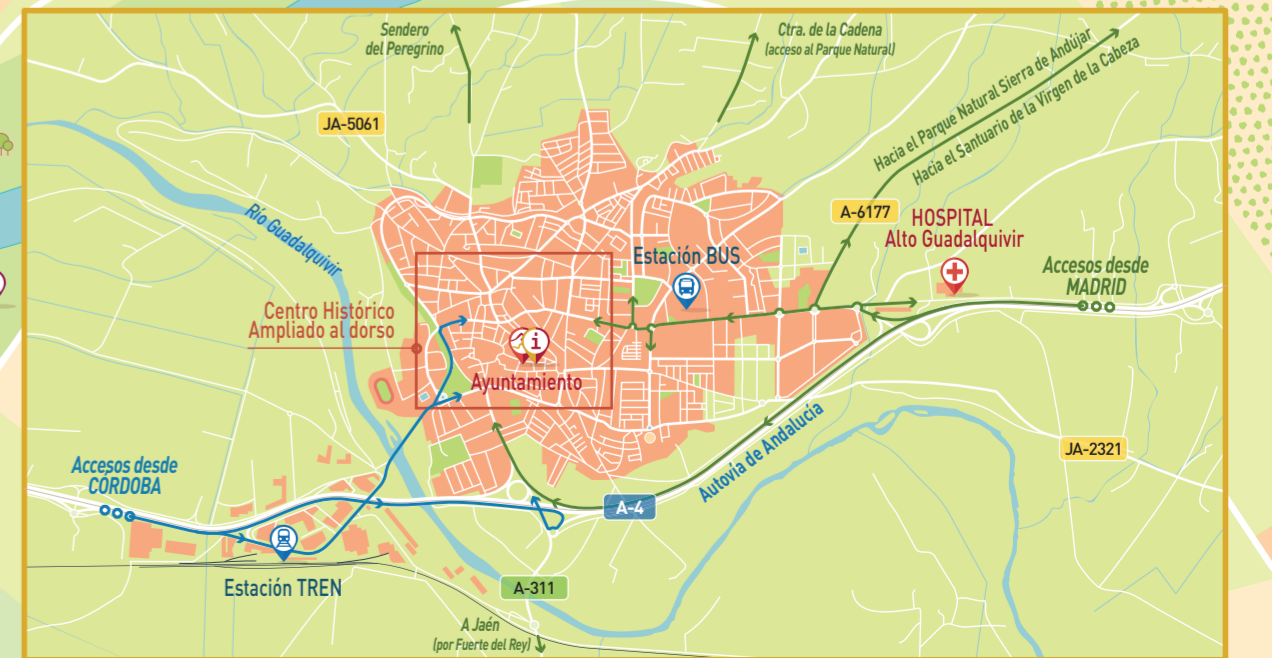 Sendero
del Peregrino
Ctra. de la Cadena
(acceso al Parque Natural)
Hacia el Parque Natural Sierra de Andújar
Hacia el Santuario de la Virgen de la Cabeza
JA-5061
Río Guadalquivir
A-6177
HOSPITAL
Alto Guadalquivir
Estación BUS
Accesos desde
MADRID
Centro Histórico
Ampliado al dorso
i
Ayuntamiento
Autovía de Andalucía
JA-2321
Accesos desde
CÓRDOBA
A-4
Estación TREN
A-311
A Jaén
(por Fuerte del Rey)